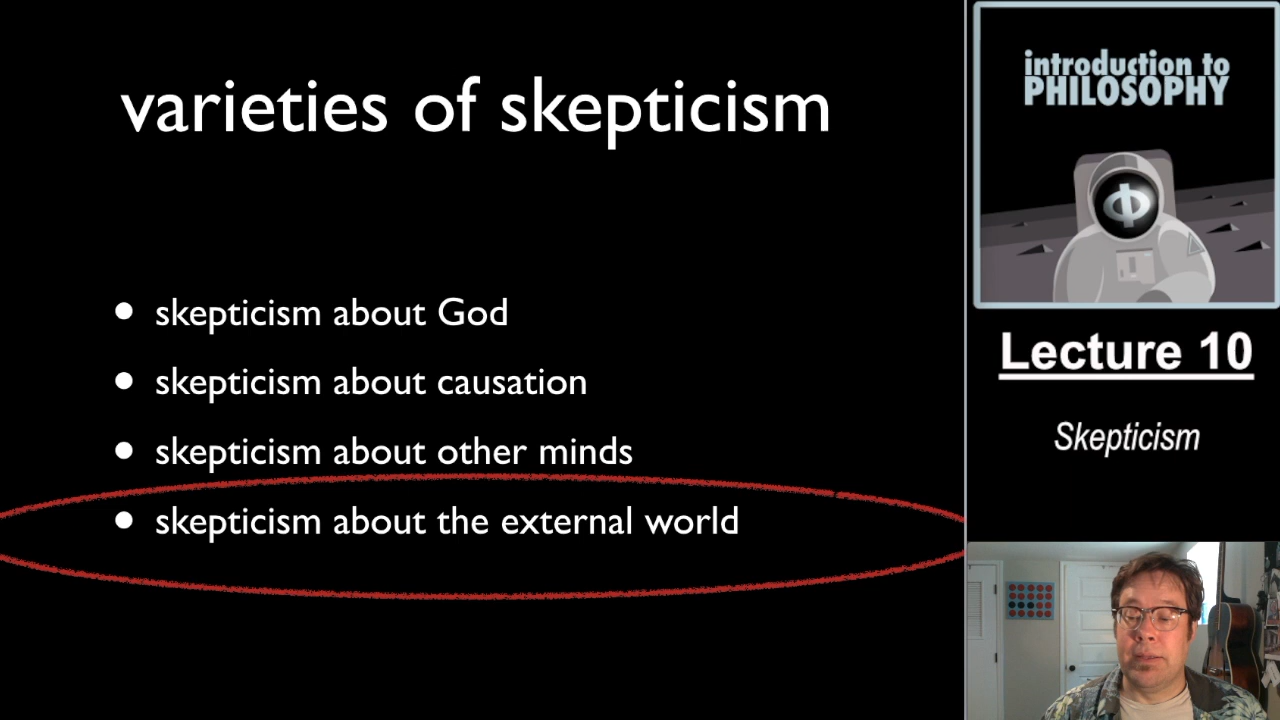 varieties of skepticism
• skepticism about God
• skepticism about causation
• skepticism about other minds
• skepticism about the external world
introduction to
PHILOSOPHY
Φ
Lecture 10
Skepticism